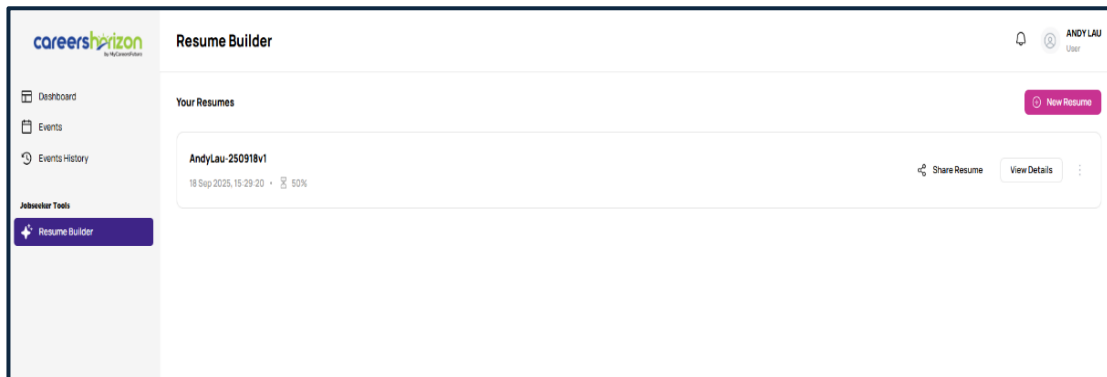 careershorizon
by MyCareersFuture
Resume Builder
ANDY LAU
User
Dashboard
Events
Events History
Jobseeker Tools
Resume Builder
Your Resumes
New Resume
AndyLau-250918v1
18 Sep 2025, 15:29:20 • 50%
Share Resume
View Details